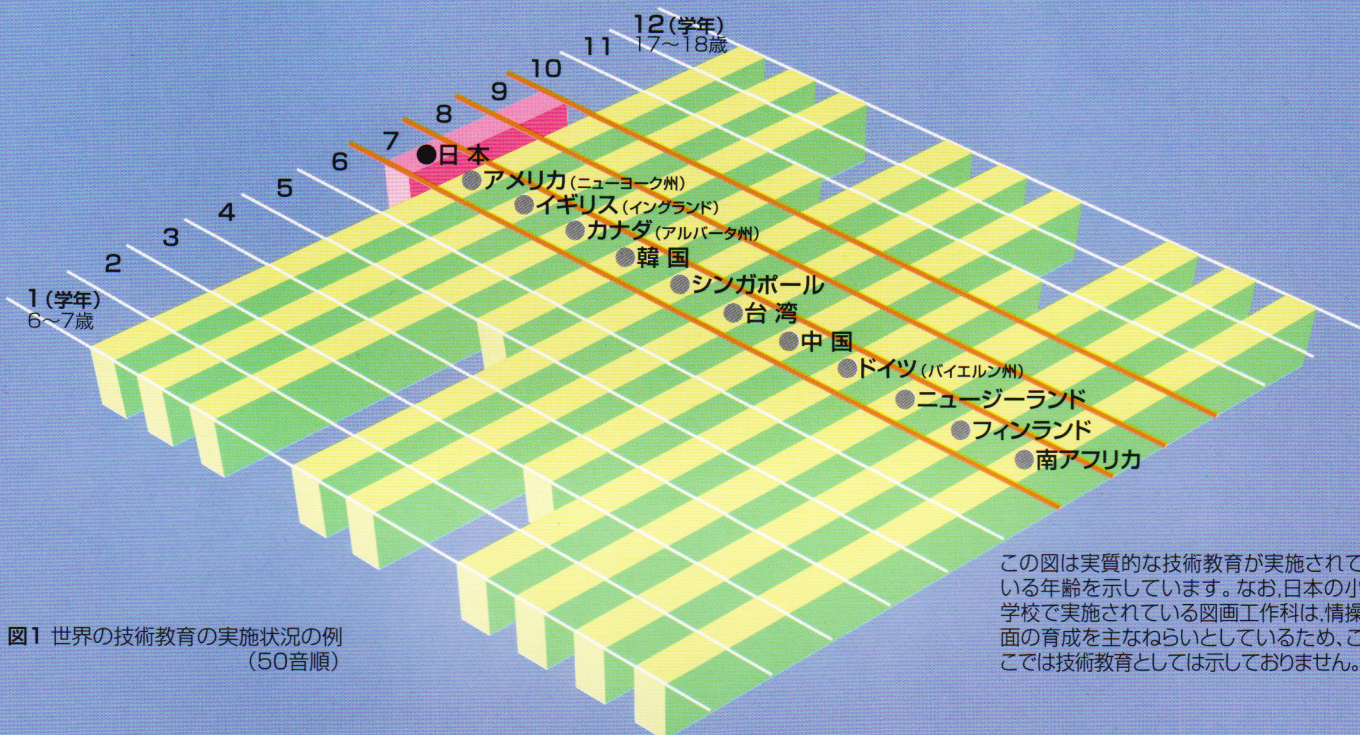 12(学年)
17〜18歳
11
10
9
8
7
6
5
4
3
2
1(学年)
6〜7歳
●日 本
アメリカ(ニューヨーク州)
イギリス(イングランド)
カナダ(アルバータ州)
韓 国
シンガポール
台 湾
中 国
ドイツ(バイエルン州)
ニュージーランド
フィンランド
南アフリカ
図1 世界の技術教育の実施状況の例
(50音順)
この図は実質的な技術教育が実施されて
いる年齢を示しています。なお,日本の小
学校で実施されている図画工作科は,情操
面の育成を主なねらいとしているため、こ
こでは技術教育としては示しておりません。